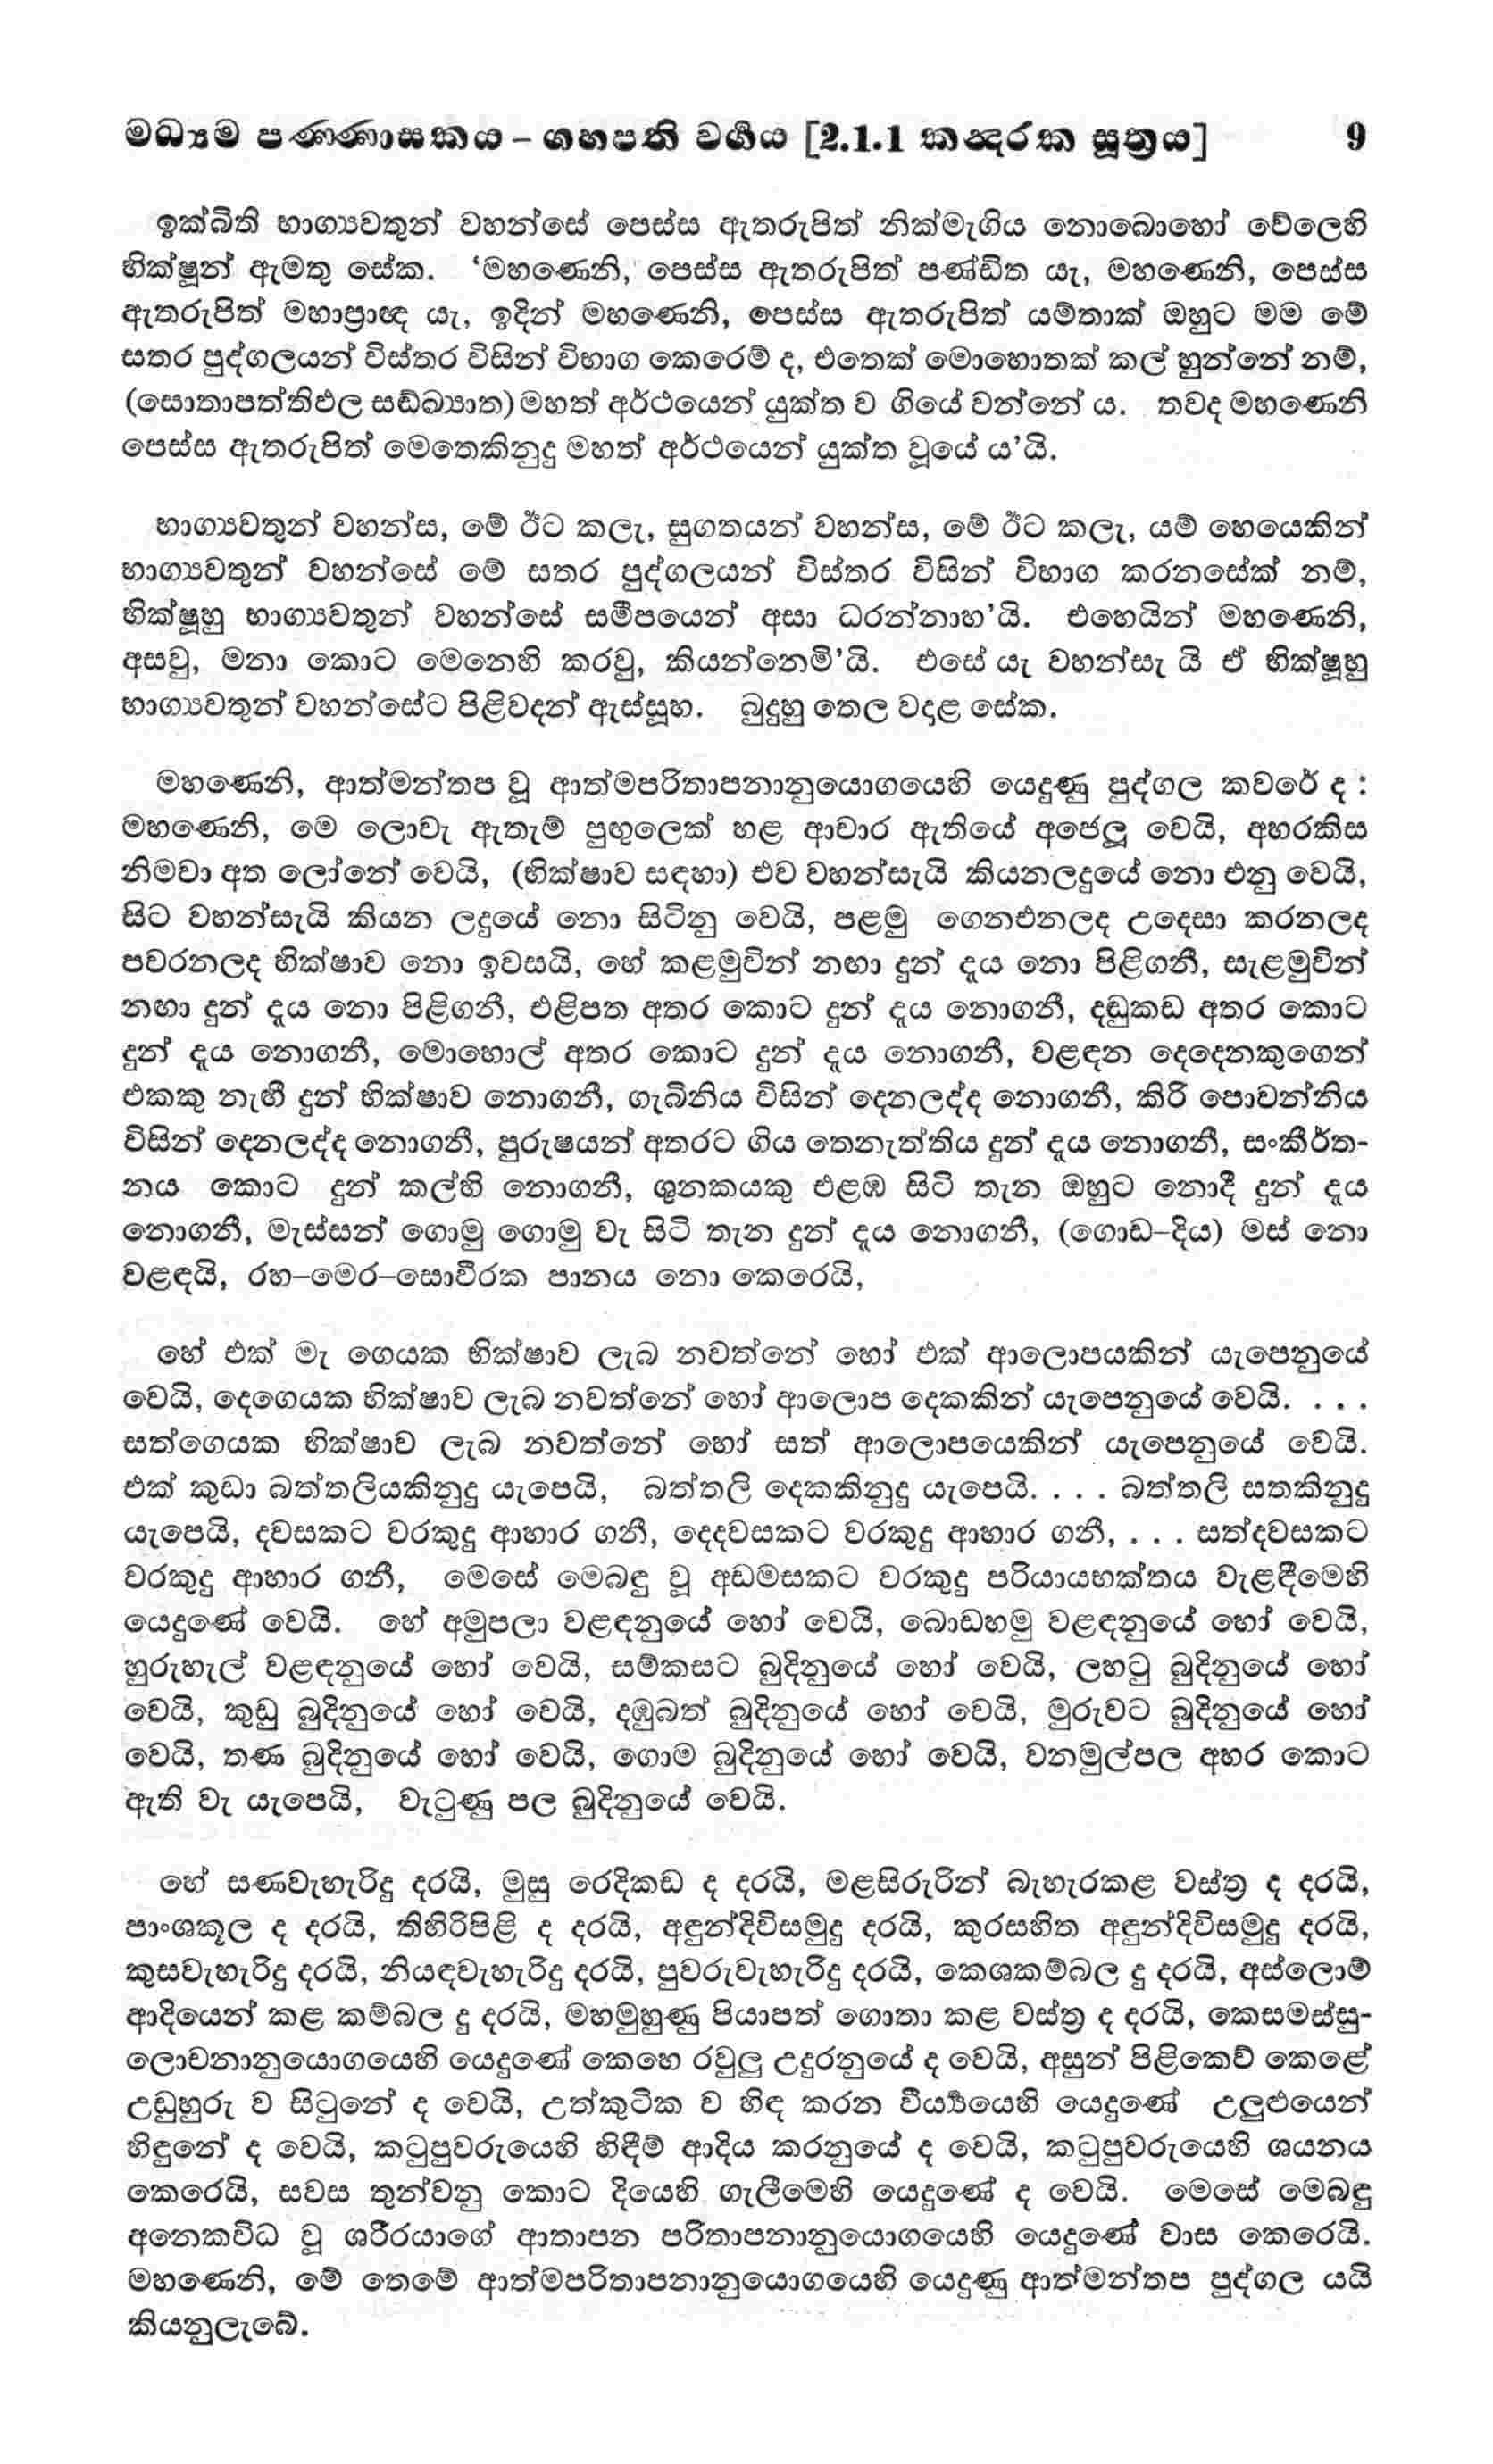 මධ්‍යම පණ්ණාසකය – ගහපති වර්ගය [2.1.1 කන්‍දරක සූත්‍රය] 9
ඉක්බිති භාග්‍යවතුන් වහන්සේ පෙස්ස ඇතරුපිත් නික්මැගිය නොබොහෝ වේලෙහි
භික්ෂූන් ඇමතු සේක. ‘මහණෙනි, පෙස්ස ඇතරුපිත් පණ්ඩිත යැ, මහණෙනි, පෙස්ස
ඇතරුපිත් මහාප්‍රාඥ යැ, ඉදින් මහණෙනි, පෙස්ස ඇතරුපිත් යම්තාක් ඔහුට මම මේ
සතර පුද්ගලයන් විස්තර විසින් විභාග කෙරෙම් ද, එතෙක් මොහොතක් කල් හුන්නේ නම්,
(සොතාපත්තිඵල සඞ්ඛ්‍යාත) මහත් අර්ථයෙන් යුක්ත ව ගියේ වන්නේ ය. තවද මහණෙනි
පෙස්ස ඇතරුපිත් මෙතෙකිනුදු මහත් අර්ථයෙන් යුක්ත වූයේ ය’යි.
භාග්‍යවතුන් වහන්ස, මේ ඊට කලැ, සුගතයන් වහන්ස, මේ ඊට කලැ, යම් හෙයෙකින්
භාග්‍යවතුන් වහන්සේ මේ සතර පුද්ගලයන් විස්තර විසින් විභාග කරනසේක් නම්,
භික්ෂූහු භාග්‍යවතුන් වහන්සේ සමීපයෙන් අසා ධරන්නාහ’යි. එහෙයින් මහණෙනි,
අසවු, මනා කොට මෙනෙහි කරවු, කියන්නෙමි’යි. එසේ යැ වහන්සැ යි ඒ භික්ෂූහු
භාග්‍යවතුන් වහන්සේට පිළිවදන් ඇස්සූහ. බුදුහු තෙල වදාළ සේක.
මහණෙනි, ආත්මන්තප වූ ආත්මපරිතාපනානුයොගයෙහි යෙදුණු පුද්ගල කවරේ ද :
මහණෙනි, මෙ ලොවැ ඇතැම් පුඟුලෙක් හළ ආචාර ඇතියේ අජෙලූ වෙයි, අහරකිස
නිමවා අත ලෝනේ වෙයි, (භික්ෂාව සඳහා) එව වහන්සැයි කියනලදුයේ නො එනු වෙයි,
සිට වහන්සැයි කියන ලදුයේ නො සිටිනු වෙයි, පළමු ගෙනඑනලද උදෙසා කරනලද
පවරනලද භික්ෂාව නො ඉවසයි, හේ කළමුවින් නඟා දුන් දෑය නො පිළිගනී, සැළමුවින්
නඟා දුන් දෑය නො පිළිගනී, එළිපත අතර කොට දුන් දෑය නොගනී, දඬුකඩ අතර කොට
දුන් දෑය නොගනී, මොහොල් අතර කොට දුන් දෑය නොගනී, වළඳන දෙදෙනකුගෙන්
එකකු නැඟී දුන් භික්ෂාව නොගනී, ගැබිනිය විසින් දෙනලද්ද නොගනී, කිරි පොවන්නිය
විසින් දෙනලද්ද නොගනී, පුරුෂයන් අතරට ගිය තෙනැත්තිය දුන් දෑය නොගනී, සංකීර්ත-
නය කොට දුන් කල්හි නොගනී, ශුනකයකු එළඹ සිටි තැන ඔහුට නොදී දුන් දෑය
නොගනී, මැස්සන් ගොමු ගොමු වැ සිටි තැන දුන් දෑය නොගනී, (ගොඩ–දිය) මස් නො
වළඳයි, රහ–මෙර–සොවීරක පානය නො කෙරෙයි,
හේ එක් මැ ගෙයක භික්ෂාව ලැබ නවත්නේ හෝ එක් ආලොපයකින් යැපෙනුයේ
වෙයි, දෙගෙයක භික්ෂාව ලැබ නවත්නේ හෝ ආලොප දෙකකින් යැපෙනුයේ වෙයි. . . .
සත්ගෙයක භික්ෂාව ලැබ නවත්නේ හෝ සත් ආලොපයෙකින් යැපෙනුයේ වෙයි.
එක් කුඩා බත්තලියකිනුදු යැපෙයි, බත්තලි දෙකකිනුදු යැපෙයි. . . . බත්තලි සතකිනුදු
යැපෙයි, දවසකට වරකුදු ආහාර ගනී, දෙදවසකට වරකුදු ආහාර ගනී, . . . සත්දවසකට
වරකුදු ආහාර ගනී, මෙසේ මෙබඳු වූ අඩමසකට වරකුදු පරියායභක්තය වැළඳීමෙහි
යෙදුණේ වෙයි. හේ අමුපලා වළඳනුයේ හෝ වෙයි, බොඩහමු වළඳනුයේ හෝ වෙයි,
හුරුහැල් වළඳනුයේ හෝ වෙයි, සම්කසට බුදිනුයේ හෝ වෙයි, ලහටු බුදිනුයේ හෝ
වෙයි, කුඩු බුදිනුයේ හෝ වෙයි, දඹුබත් බුදිනුයේ හෝ වෙයි, මුරුවට බුදිනුයේ හෝ
වෙයි, තණ බුදිනුයේ හෝ වෙයි, ගොම බුදිනුයේ හෝ වෙයි, වනමුල්පල අහර කොට
ඇති වැ යැපෙයි, වැටුණු පල බුදිනුයේ වෙයි.
හේ සණවැහැරිදු දරයි, මුසු රෙදිකඩ ද දරයි, මළසිරුරින් බැහැරකළ වස්ත්‍ර ද දරයි,
පාංශකූල ද දරයි, තිහිරිපිළි ද දරයි, අඳුන්දිවිසමුදු දරයි, කුරසහිත අඳුන්දිවිසමුදු දරයි,
කුසවැහැරිදු දරයි, නියඳවැහැරිදු දරයි, පුවරුවැහැරිදු දරයි, කෙශකම්බල දු දරයි, අස්ලොම්
ආදියෙන් කළ කම්බල දු දරයි, මහමුහුණු පියාපත් ගොතා කළ වස්ත්‍ර ද දරයි, කෙසමස්සු-
ලොචනානුයොගයෙහි යෙදුණේ කෙහෙ රවුලු උදුරනුයේ ද වෙයි, අසුන් පිළිකෙව් කෙළේ
උඩුහුරු ව සිටුනේ ද වෙයි, උත්කුටික ව හිඳ කරන වීර්‍ය්‍යයෙහි යෙදුණේ උලුළුයෙන්
හිඳුනේ ද වෙයි, කටුපුවරුයෙහි හිඳීම් ආදිය කරනුයේ ද වෙයි, කටුපුවරුයෙහි ශයනය
කෙරෙයි, සවස තුන්වනු කොට දියෙහි ගැලීමෙහි යෙදුණේ ද වෙයි. මෙසේ මෙබඳු
අනෙකවිධ වූ ශරීරයාගේ ආතාපන පරිතාපනානුයොගයෙහි යෙදුණේ වාස කෙරෙයි.
මහණෙනි, මේ තෙමේ ආත්මපරිතාපනානුයොගයෙහි යෙදුණු ආත්මන්තප පුද්ගල යයි
කියනුලැබේ.